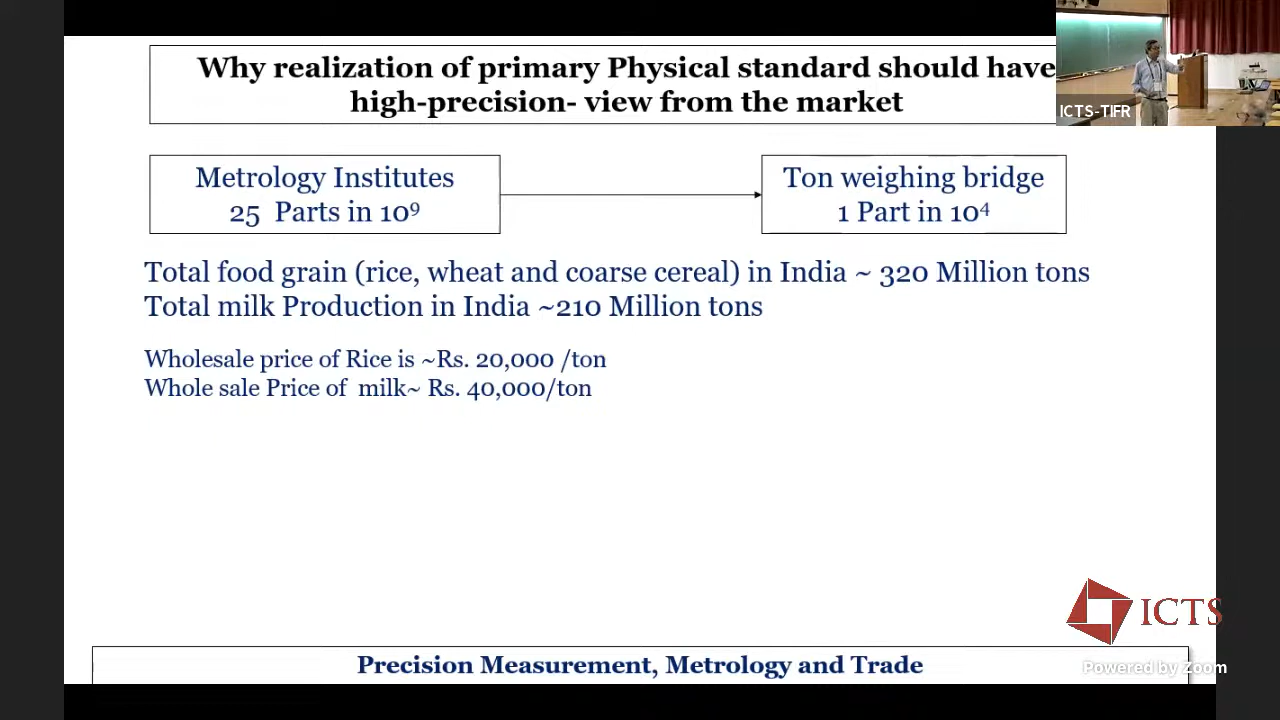 Why realization of primary Physical standard should have
high-precision- view from the market
ICTS-TIFR
Metrology Institutes
25 Parts in 10⁹
Ton weighing bridge
1 Part in 10⁴
Total food grain (rice, wheat and coarse cereal) in India ~ 320 Million tons
Total milk Production in India ~210 Million tons
Wholesale price of Rice is ~Rs. 20,000 /ton
Whole sale Price of milk~ Rs. 40,000/ton
ICTS
Precision Measurement, Metrology and Trade
Powered by Zoom